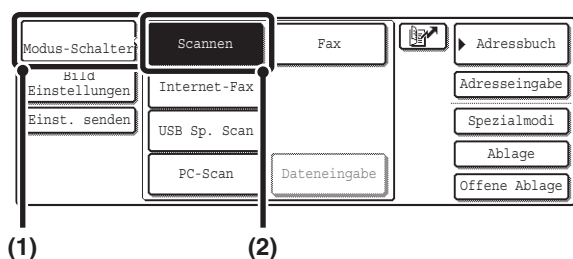 Modus-Schalter
Scannen
Fax
Adressbuch
Bild
Einstellungen
Internet-Fax
Adresseingabe
Einst. senden
USB Sp. Scan
Spezialmodi
Ablage
PC-Scan
Dateneingabe
Offene Ablage
(1)
(2)